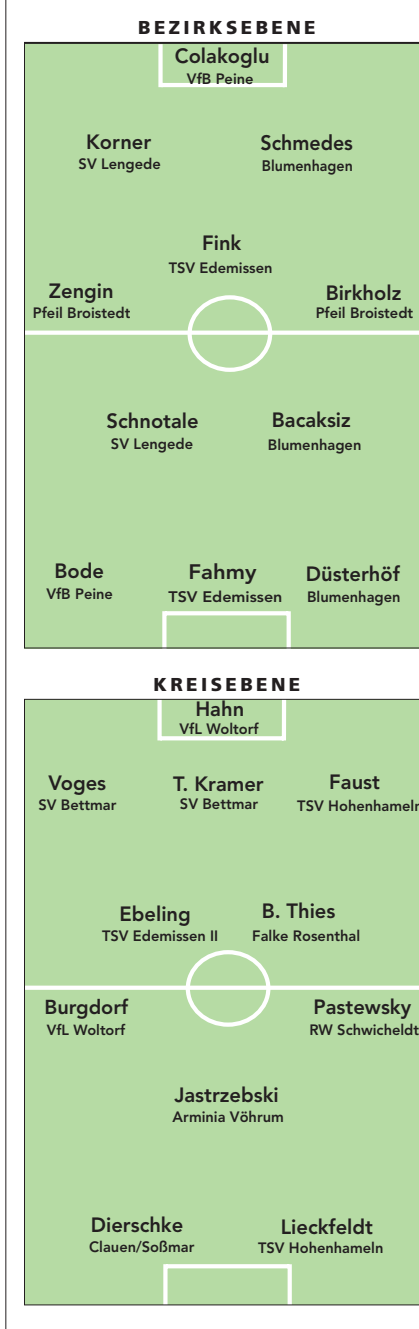 BEZIRKSEBENE
Colakoglu
VfB Peine
Korner
SV Lengede
Schmedes
Blumenhagen
Fink
TSV Edemissen
Zengin
Pfeil Broistedt
Birkholz
Pfeil Broistedt
Schnotale
SV Lengede
Bacaksiz
Blumenhagen
Bode
VfB Peine
Fahmy
TSV Edemissen
Düsterhöf
Blumenhagen
KREISEBENE
Hahn
VfL Woltorf
Voges
SV Bettmar
T. Kramer
SV Bettmar
Faust
TSV Hohenhameln
Ebeling
TSV Edemissen II
B. Thies
Falke Rosenthal
Burgdorf
VfL Woltorf
Pastewsky
RW Schwicheldt
Jastrzebski
Arminia Vöhrum
Dierschke
Clauen/Soßmar
Lieckfeldt
TSV Hohenhameln